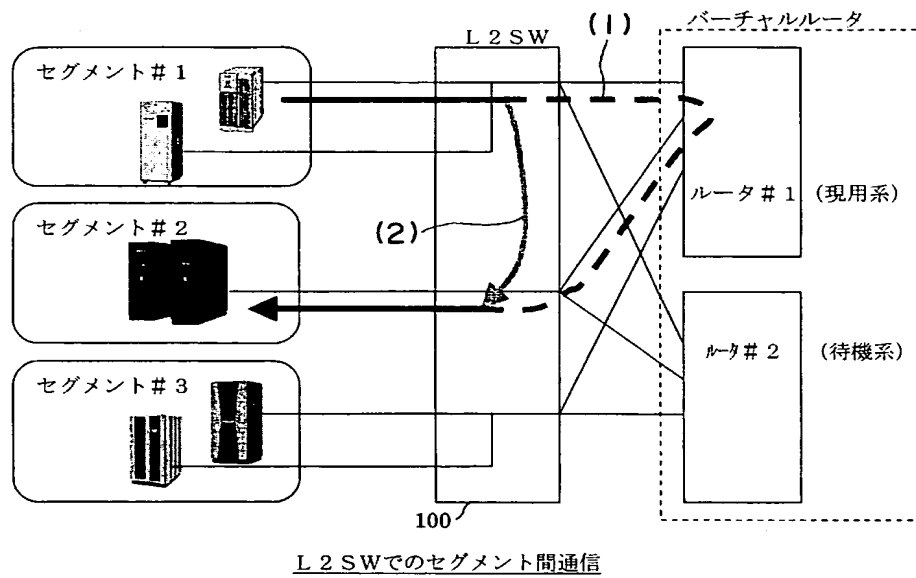 バーチャルルータ
L2SW
(1)
セグメント#1
ルータ#1 (現用系)
セグメント#2
(2)
ルータ#2 (待機系)
セグメント#3
100
L2SWでのセグメント間通信